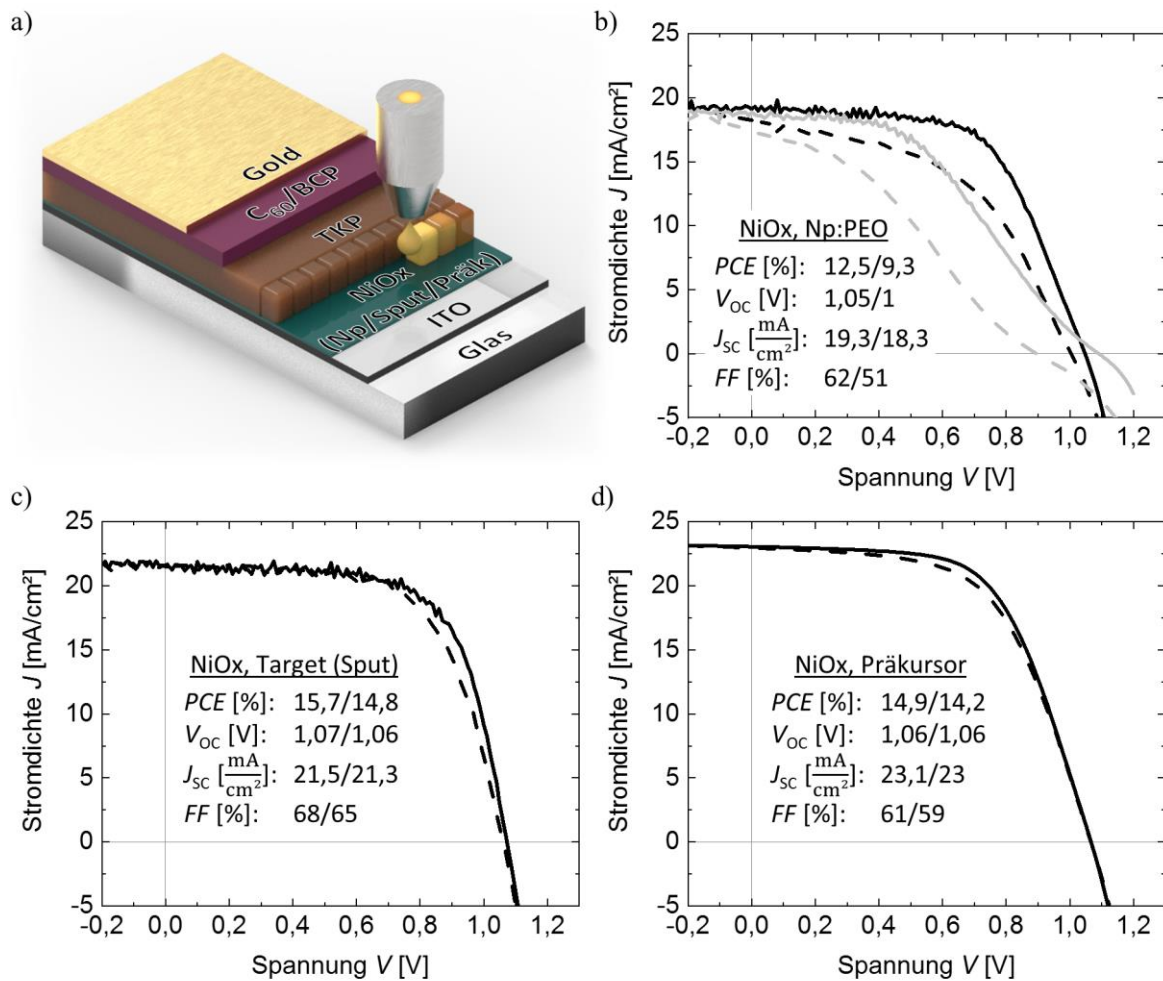 a)
Gold
C60/BCP
TKP
NiOx
(Np/Sput/Präk)
ITO
Glas
b)
25
20
15
10
5
0
-5
-0,2 0,0 0,2 0,4 0,6 0,8 1,0 1,2
Stromdichte J [mA/cm²]
Spannung V [V]
NiOx, Np:PEO
PCE [%]: 12,5/9,3
VOC [V]: 1,05/1
JSC [mA/cm²]: 19,3/18,3
FF [%]: 62/51
c)
25
20
15
10
5
0
-5
-0,2 0,0 0,2 0,4 0,6 0,8 1,0 1,2
Stromdichte J [mA/cm²]
Spannung V [V]
NiOx, Target (Sput)
PCE [%]: 15,7/14,8
VOC [V]: 1,07/1,06
JSC [mA/cm²]: 21,5/21,3
FF [%]: 68/65
d)
25
20
15
10
5
0
-5
-0,2 0,0 0,2 0,4 0,6 0,8 1,0 1,2
Stromdichte J [mA/cm²]
Spannung V [V]
NiOx, Präkursor
PCE [%]: 14,9/14,2
VOC [V]: 1,06/1,06
JSC [mA/cm²]: 23,1/23
FF [%]: 61/59